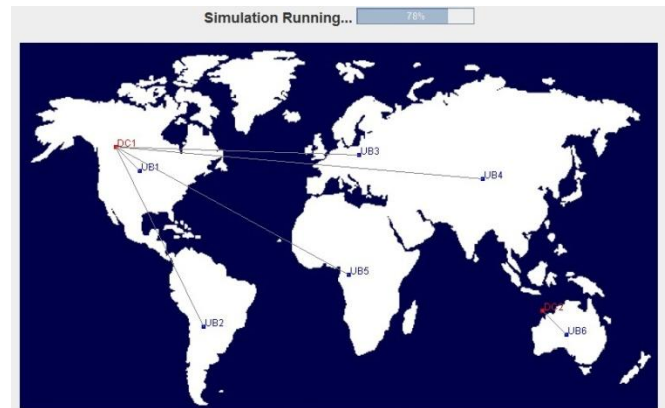 Simulation Running... 78%
DC1
UB1
UB3
UB4
UB5
DC2
UB2
UB6